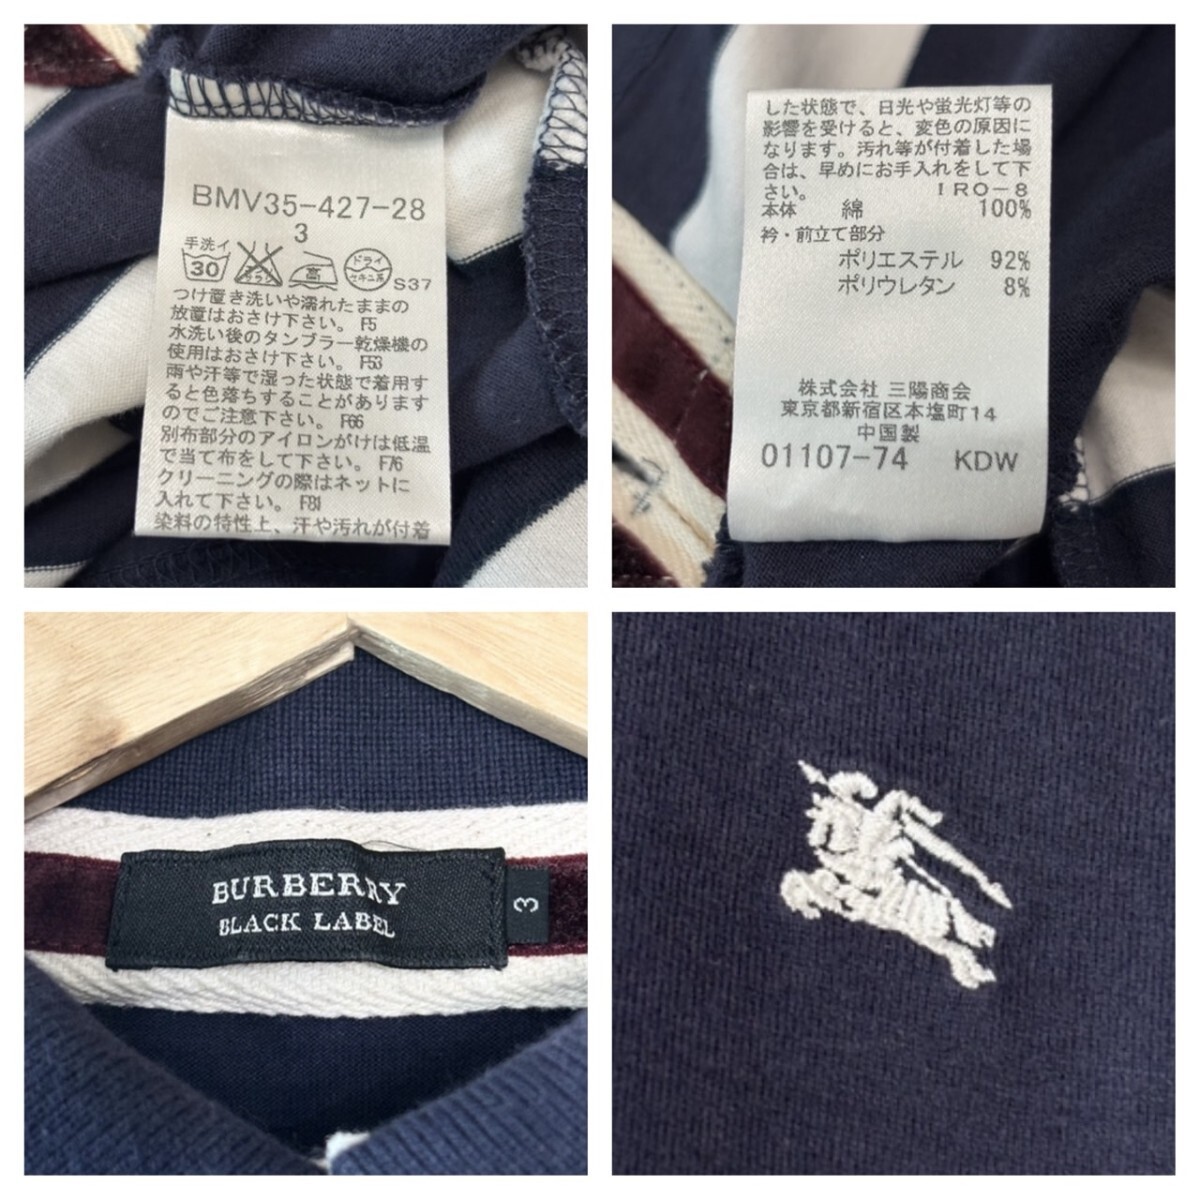 BMV35-427-28
3
手洗イ
30
高
ドライ
セキユ系
S37
つけ置き洗いや濡れたままの
放置はおさけ下さい。F5
水洗い後のタンブラー乾燥機の
使用はおさけ下さい。F53
雨や汗等で湿った状態で着用す
ると色落ちすることがあります
のでご注意下さい。F66
別布部分のアイロンがけは低温
で当て布をして下さい。F76
クリーニングの際はネットに
入れて下さい。F81
染料の特性上、汗や汚れが付着
した状態で、日光や蛍光灯等の
影響を受けると、変色の原因に
なります。汚れ等が付着した場
合は、早めにお手入れをして下
さい。 IRO-8
本体 綿 100%
衿・前立て部分
ポリエステル 92%
ポリウレタン 8%
株式会社 三陽商会
東京都新宿区本塩町14
中国製
01107-74 KDW
BURBERRY
BLACK LABEL
3